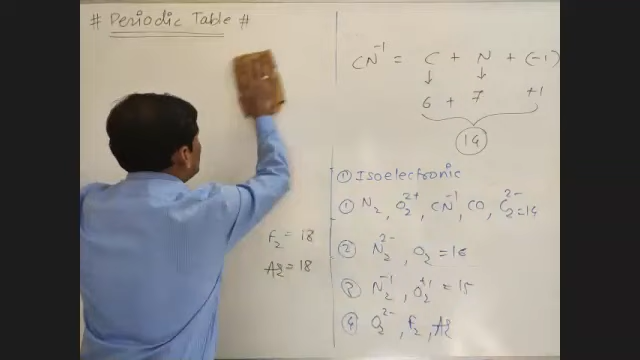 # Periodic Table #
CN⁻¹ = C + N + (-1)
↓ ↓
6 + 7 +1
14
① Isoelectronic
① N₂, O₂²⁺, CN⁻¹, CO, C₂²⁻ = 14
② N₂²⁻, O₂ = 16
③ N₂⁻¹, O₂⁺¹ = 15
④ O₂²⁻, F₂, Ar
F₂ = 18
Ar = 18